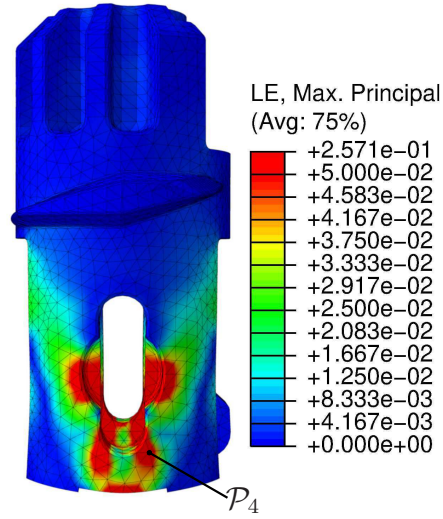 LE, Max. Principal
(Avg: 75%)
+2.571e−01
+5.000e−02
+4.583e−02
+4.167e−02
+3.750e−02
+3.333e−02
+2.917e−02
+2.500e−02
+2.083e−02
+1.667e−02
+1.250e−02
+8.333e−03
+4.167e−03
+0.000e+00
P₄